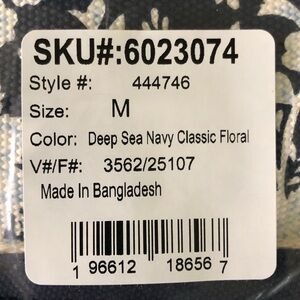 SKU#:6023074
Style #: 444746
Size: M
Color: Deep Sea Navy Classic Floral
V#/F#: 3562/25107
Made In Bangladesh
1 96612 18656 7